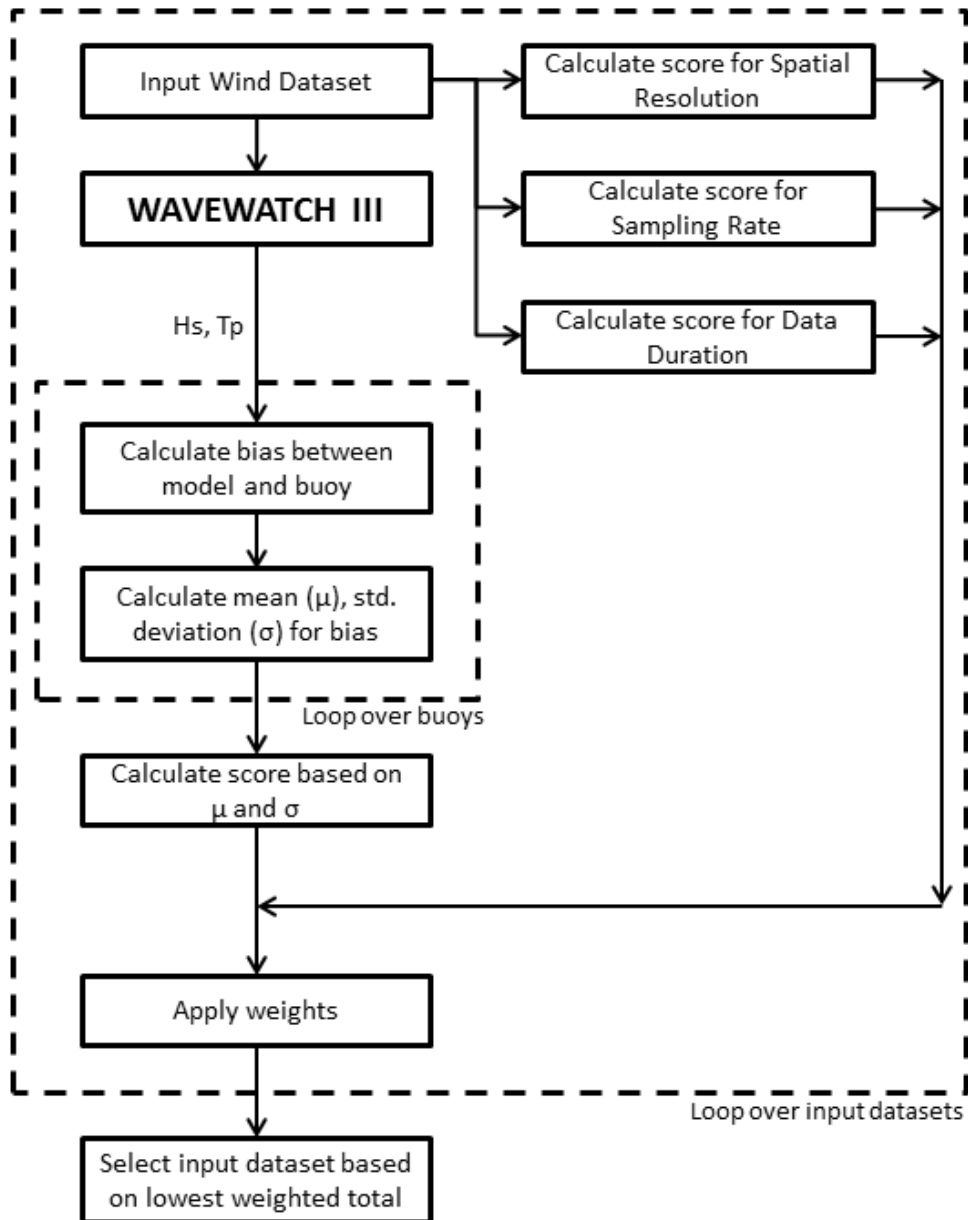 Input Wind Dataset
Calculate score for Spatial
Resolution
WAVEWATCH III
Calculate score for
Sampling Rate
Hs, Tp
Calculate score for Data
Duration
Calculate bias between
model and buoy
Calculate mean (μ), std.
deviation (σ) for bias
Loop over buoys
Calculate score based on
μ and σ
Apply weights
Loop over input datasets
Select input dataset based
on lowest weighted total